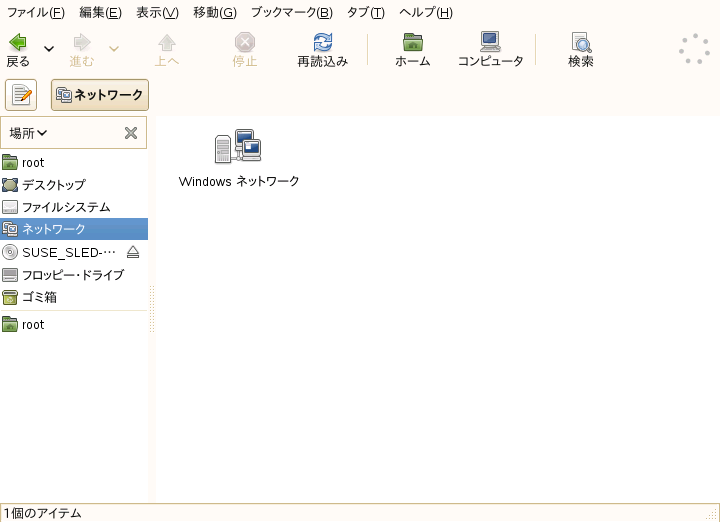 ファイル(F) 編集(E) 表示(V) 移動(G) ブックマーク(B) タブ(T) ヘルプ(H)
戻る 進む 上へ 停止 再読込み ホーム コンピュータ 検索
ネットワーク
場所
root
デスクトップ
ファイルシステム
ネットワーク
SUSE_SLED-…
フロッピー・ドライブ
ゴミ箱
root
Windows ネットワーク
1個のアイテム